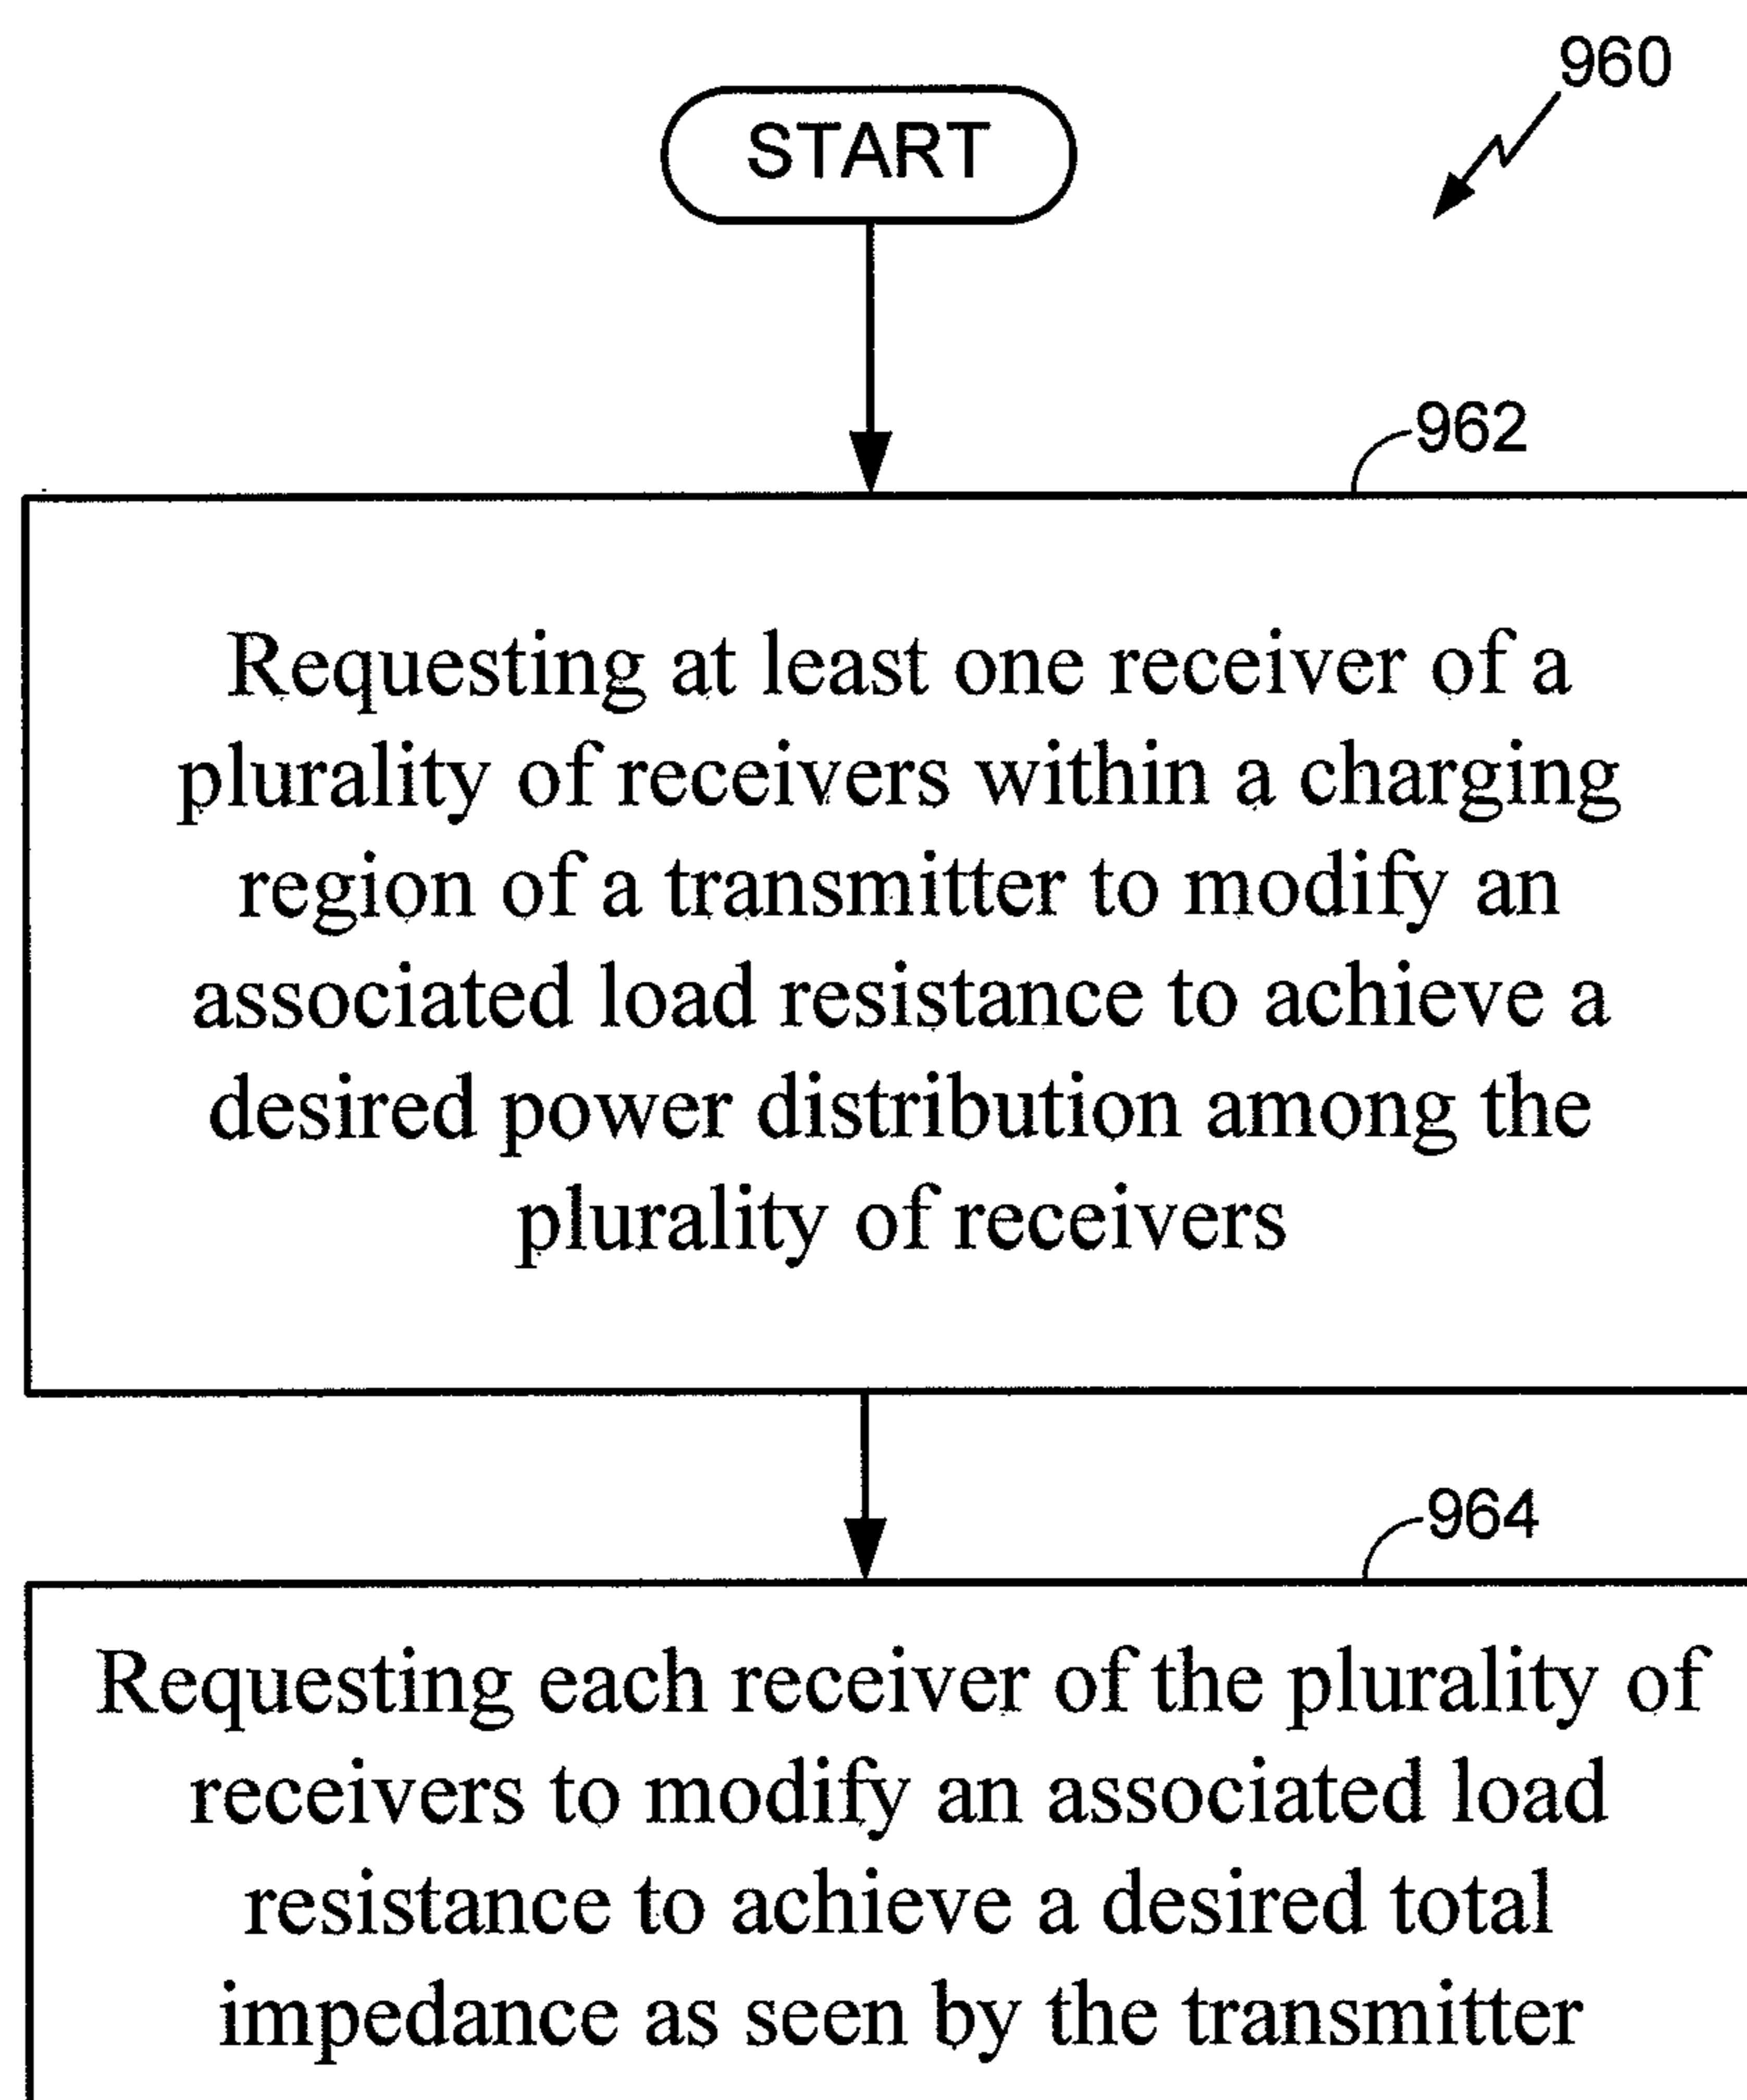 960
START
962
Requesting at least one receiver of a
plurality of receivers within a charging
region of a transmitter to modify an
associated load resistance to achieve a
desired power distribution among the
plurality of receivers
964
Requesting each receiver of the plurality of
receivers to modify an associated load
resistance to achieve a desired total
impedance as seen by the transmitter